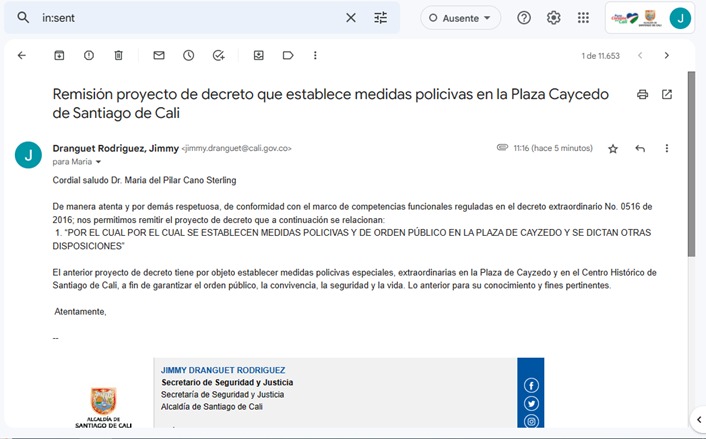 in:sent
Ausente
1 de 11.653
Remisión proyecto de decreto que establece medidas policivas en la Plaza Caycedo
de Santiago de Cali
J
Dranguet Rodriguez, Jimmy <jimmy.dranguet@cali.gov.co>
11:16 (hace 5 minutos)
para Maria
Cordial saludo Dr. Maria del Pilar Cano Sterling
De manera atenta y por demás respetuosa, de conformidad con el marco de competencias funcionales reguladas en el decreto extraordinario No. 0516 de
2016; nos permitimos remitir el proyecto de decreto que a continuación se relacionan:
1. “POR EL CUAL POR EL CUAL SE ESTABLECEN MEDIDAS POLICIVAS Y DE ORDEN PÚBLICO EN LA PLAZA DE CAYZEDO Y SE DICTAN OTRAS
DISPOSICIONES”
El anterior proyecto de decreto tiene por objeto establecer medidas policivas especiales, extraordinarias en la Plaza de Cayzedo y en el Centro Histórico de
Santiago de Cali, a fin de garantizar el orden público, la convivencia, la seguridad y la vida. Lo anterior para su conocimiento y fines pertinentes.
Atentamente,
--
JIMMY DRANGUET RODRIGUEZ
Secretario de Seguridad y Justicia
Secretaría de Seguridad y Justicia
Alcaldía de Santiago de Cali
ALCALDÍA DE
SANTIAGO DE CALI
J